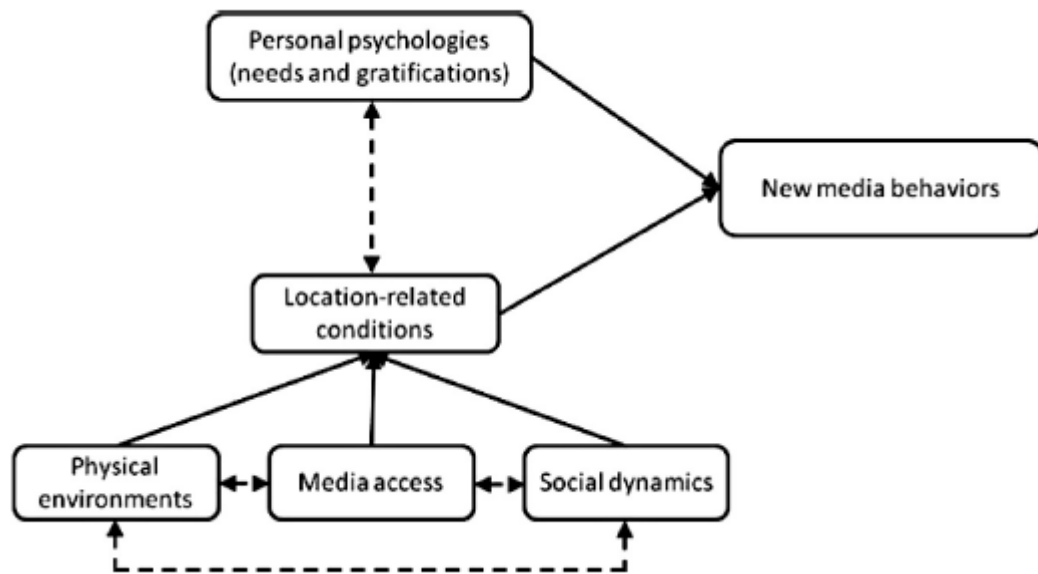 Personal psychologies
(needs and gratifications)
New media behaviors
Location-related
conditions
Physical
environments
Media access
Social dynamics